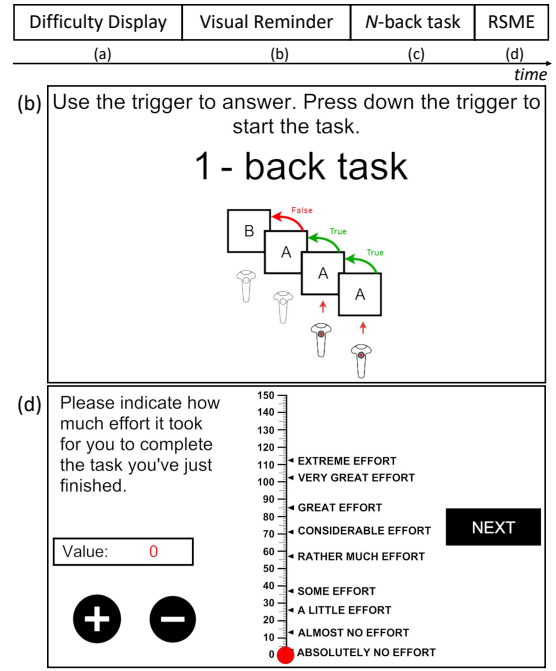 Difficulty Display Visual Reminder N-back task RSME
(a) (b) (c) (d)
time
(b) Use the trigger to answer. Press down the trigger to
start the task.
1 - back task
False
B
True
A
True
A
A
(d) Please indicate how
much effort it took
for you to complete
the task you've just
finished.
Value: 0
150
140
130
120
110
EXTREME EFFORT
100
VERY GREAT EFFORT
90
GREAT EFFORT
80
70
CONSIDERABLE EFFORT
60
RATHER MUCH EFFORT
50
40
SOME EFFORT
30
A LITTLE EFFORT
20
10
ALMOST NO EFFORT
0
ABSOLUTELY NO EFFORT
NEXT